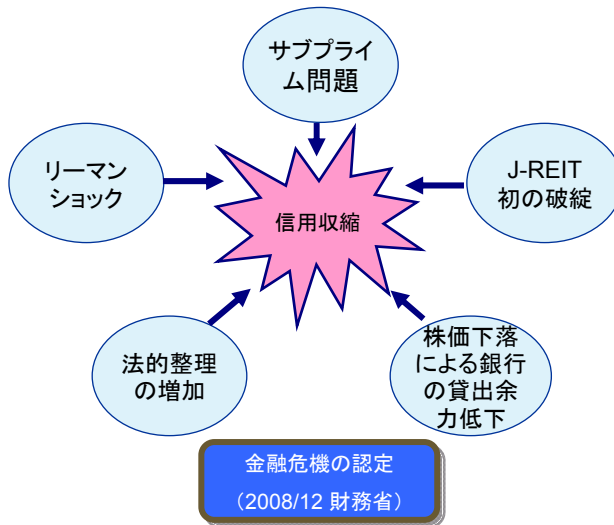 サブプライ
ム問題
リーマン
ショック
J-REIT
初の破綻
信用収縮
法的整理
の増加
株価下落
による銀行
の貸出余
力低下
金融危機の認定
（2008/12 財務省）